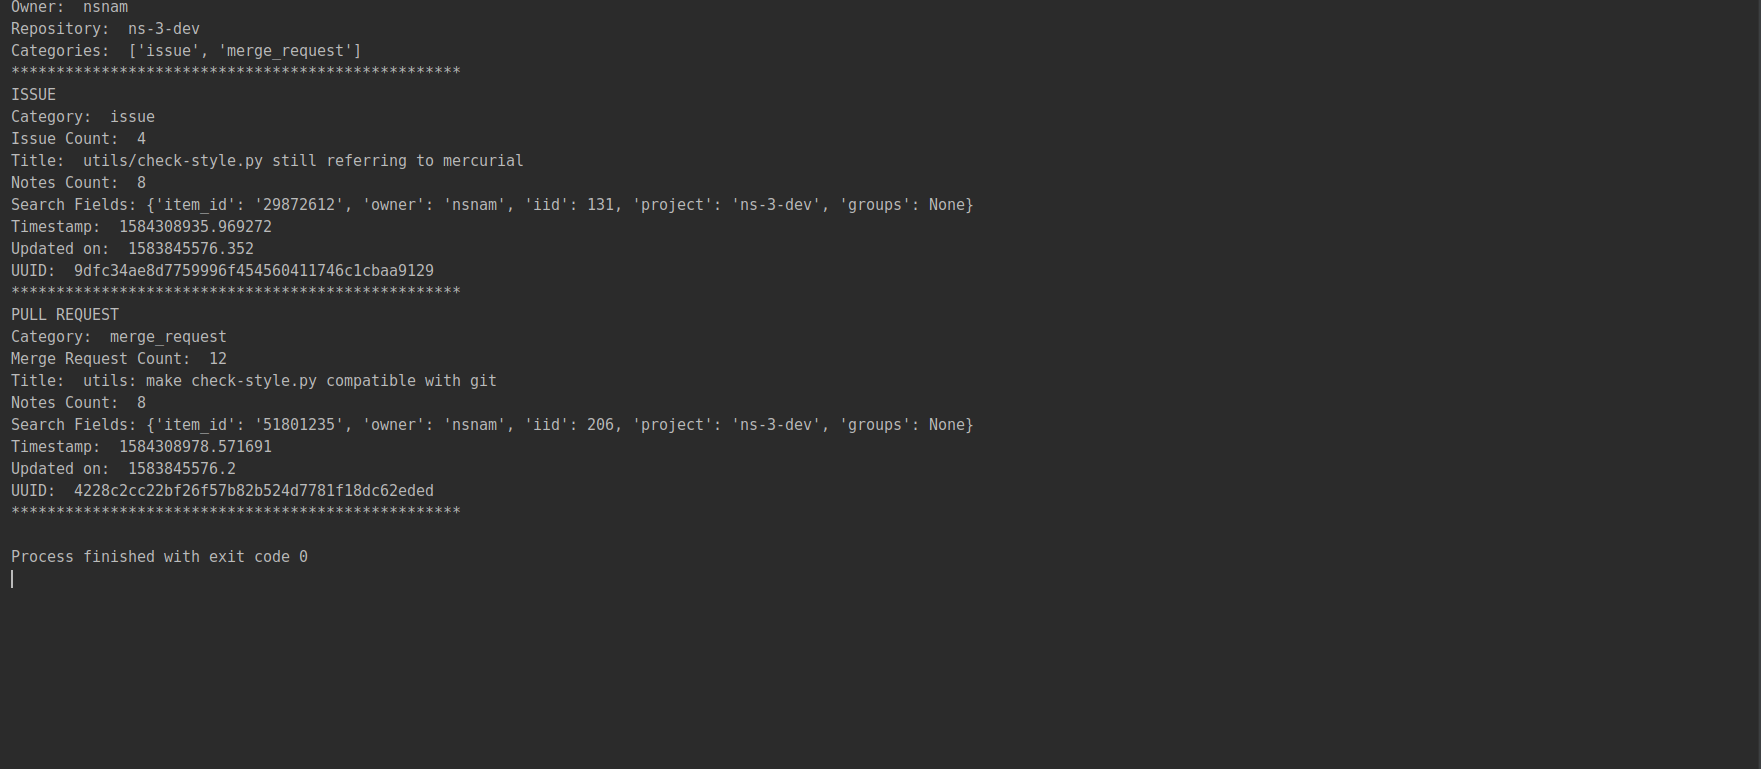 Owner:  nsnam
Repository:  ns-3-dev
Categories:  ['issue', 'merge_request']
**************************************************
ISSUE
Category:  issue
Issue Count:  4
Title:  utils/check-style.py still referring to mercurial
Notes Count:  8
Search Fields: {'item_id': '29872612', 'owner': 'nsnam', 'iid': 131, 'project': 'ns-3-dev', 'groups': None}
Timestamp:  1584308935.969272
Updated on:  1583845576.352
UUID:  9dfc34ae8d7759996f454560411746c1cbaa9129
**************************************************
PULL REQUEST
Category:  merge_request
Merge Request Count:  12
Title:  utils: make check-style.py compatible with git
Notes Count:  8
Search Fields: {'item_id': '51801235', 'owner': 'nsnam', 'iid': 206, 'project': 'ns-3-dev', 'groups': None}
Timestamp:  1584308978.571691
Updated on:  1583845576.2
UUID:  4228c2cc22bf26f57b82b524d7781f18dc62eded
**************************************************
Process finished with exit code 0